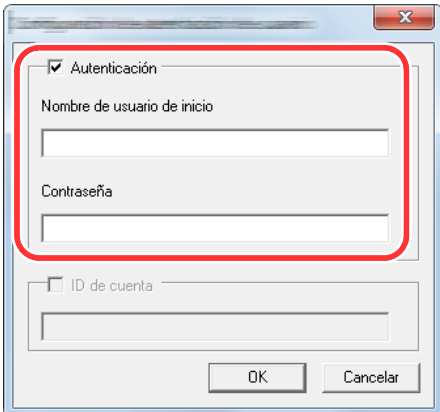 Autenticación
Nombre de usuario de inicio
Contraseña
ID de cuenta
OK
Cancelar